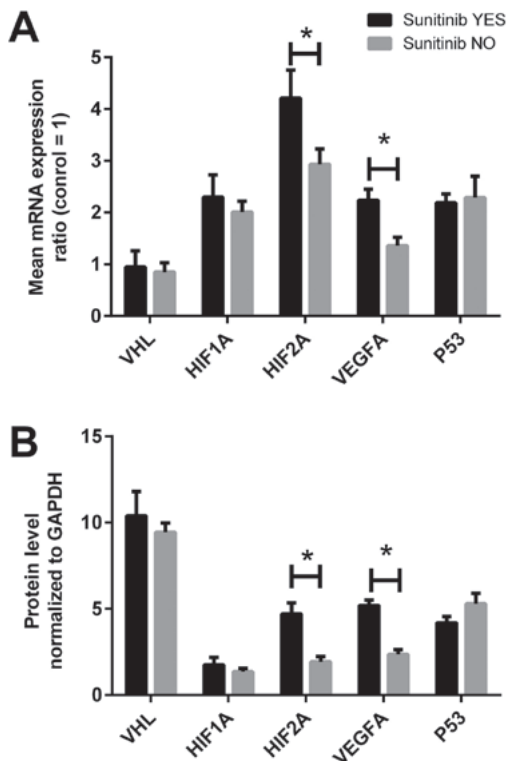 A
Sunitinib YES
Sunitinib NO
Mean mRNA expression
ratio (conrol = 1)
5
4
3
2
1
0
*
*
VHL
HIF1A
HIF2A
VEGFA
P53
B
Protein level
normalized to GAPDH
15
10
5
0
*
*
VHL
HIF1A
HIF2A
VEGFA
P53